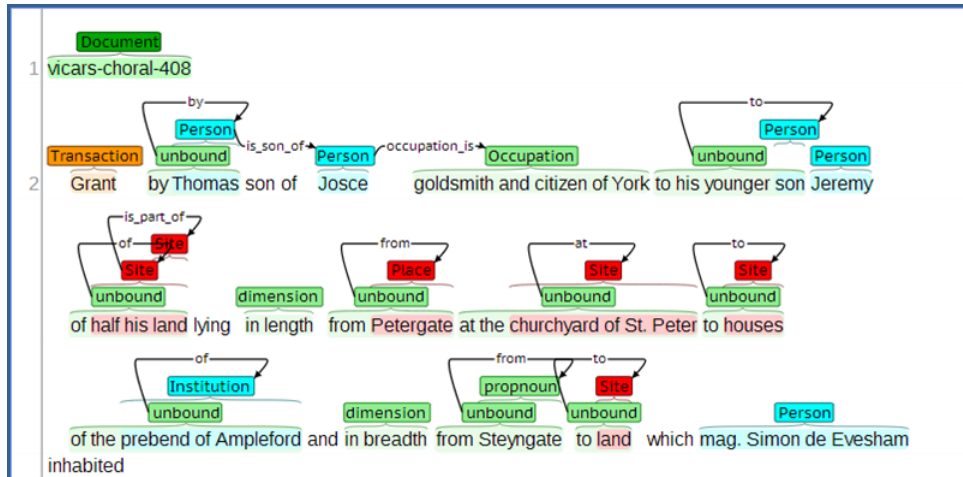 Document
1 vicars-choral-408
by to
Person Person
is_son_of occupation_is
Transaction unbound Person Occupation unbound Person
2 Grant by Thomas son of Josce goldsmith and citizen of York to his younger son Jeremy
is_part_of
of Site from at to
Site Place Site Site
unbound dimension unbound unbound unbound
of half his land lying in length from Petergate at the churchyard of St. Peter to houses
of from to
Institution propnoun Site
unbound dimension unbound unbound Person
of the prebend of Ampleford and in breadth from Steyngate to land which mag. Simon de Evesham
inhabited